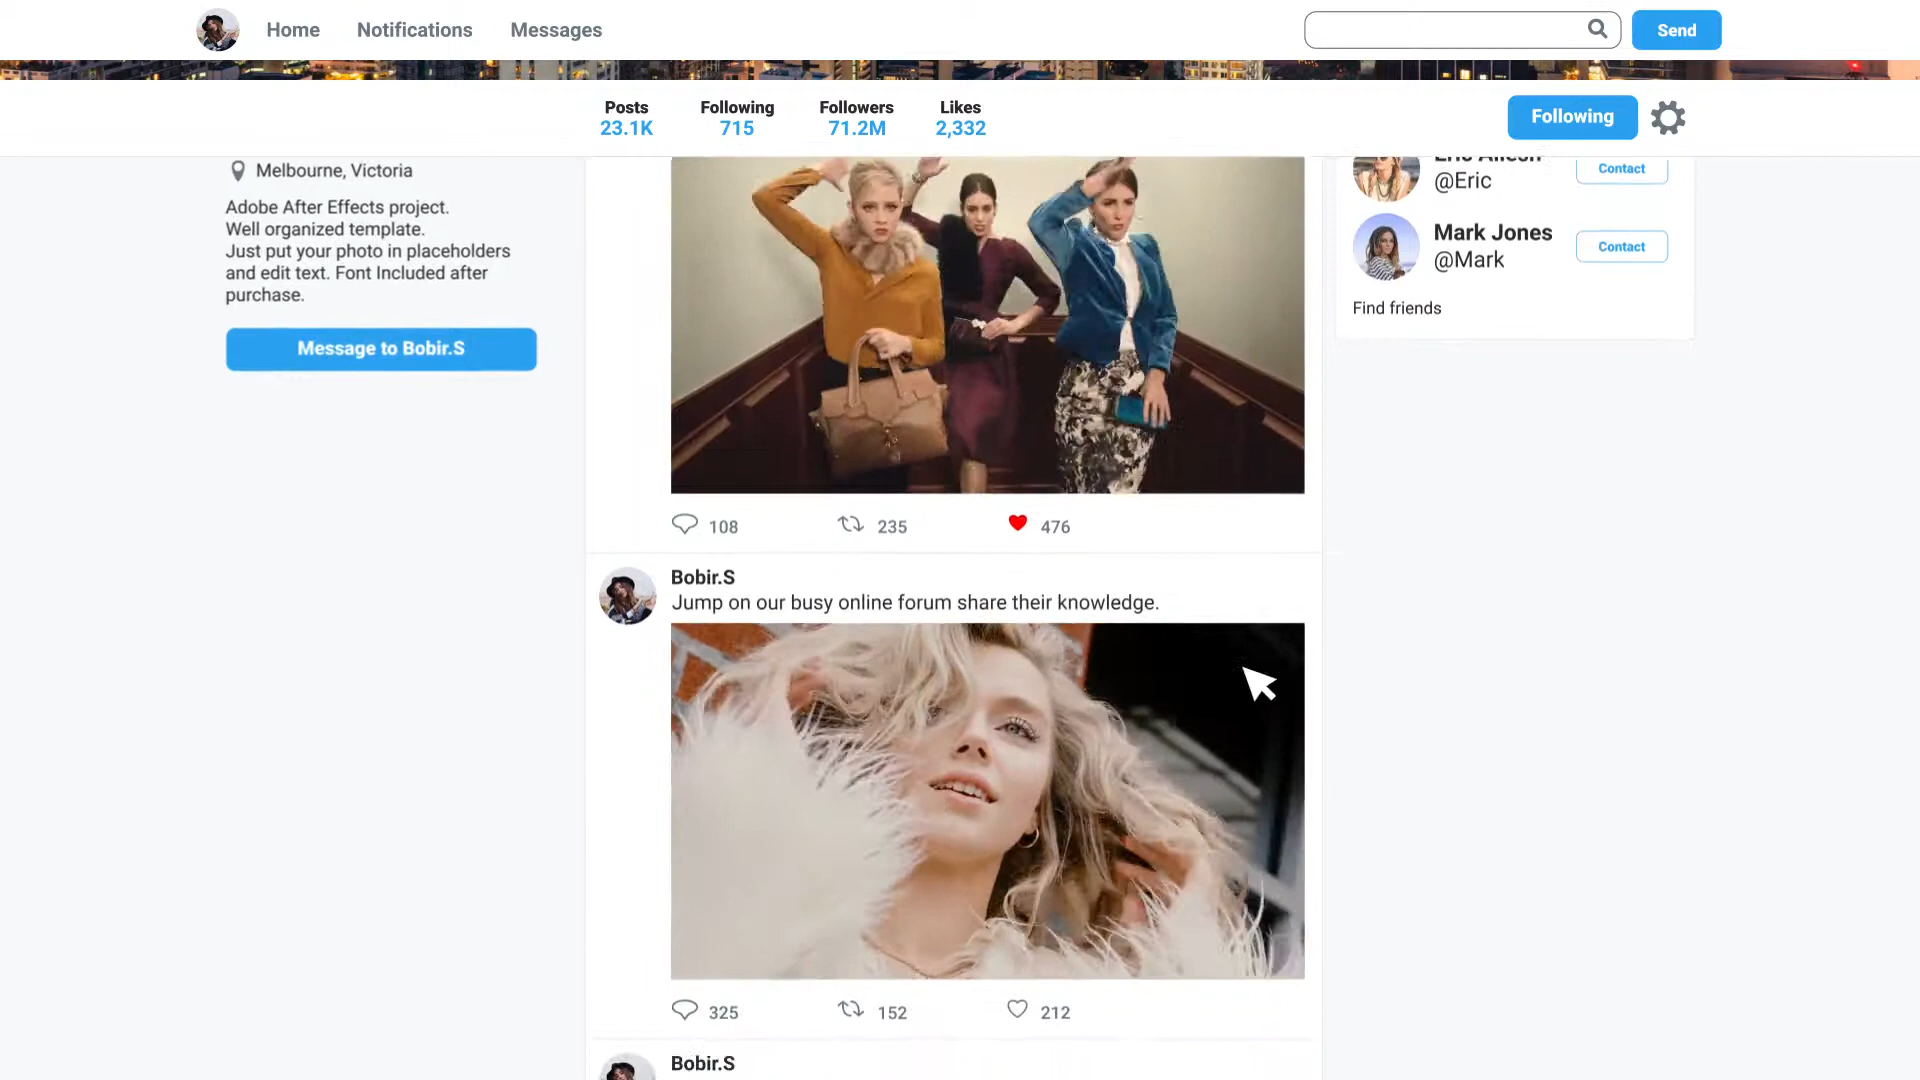 Home Notifications Messages
Send
Posts Following Followers Likes
23.1K 715 71.2M 2,332
Following
Melbourne, Victoria
Adobe After Effects project.
Well organized template.
Just put your photo in placeholders
and edit text. Font Included after
purchase.
Message to Bobir.S
108 235 476
Bobir.S
Jump on our busy online forum share their knowledge.
325 152 212
Bobir.S
@Eric
Contact
Mark Jones
@Mark
Contact
Find friends